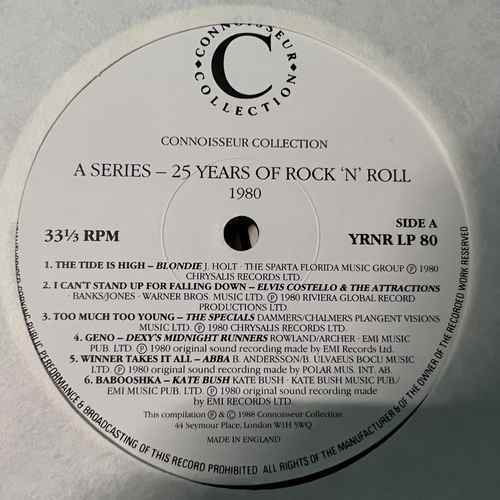 CONNOISSEUR
C
COLLECTION
CONNOISSEUR COLLECTION
A SERIES – 25 YEARS OF ROCK 'N' ROLL
1980
33⅓ RPM
SIDE A
YRNR LP 80
1. THE TIDE IS HIGH – BLONDIE J. HOLT · THE SPARTA FLORIDA MUSIC GROUP Ⓟ 1980
CHRYSALIS RECORDS LTD.
2. I CAN'T STAND UP FOR FALLING DOWN – ELVIS COSTELLO & THE ATTRACTIONS
· BANKS/JONES · WARNER BROS. MUSIC LTD. Ⓟ 1980 RIVIERA GLOBAL RECORD
PRODUCTIONS LTD
3. TOO MUCH TOO YOUNG – THE SPECIALS DAMMERS/CHALMERS PLANGENT VISIONS
MUSIC LTD. Ⓟ 1980 CHRYSALIS RECORDS LTD.
4. GENO – DEXY'S MIDNIGHT RUNNERS ROWLAND/ARCHER · EMI MUSIC
PUB. LTD. Ⓟ 1980 original sound recording made by EMI Records Ltd.
5. WINNER TAKES IT ALL – ABBA B. ANDERSSON/B. ULVAEUS BOCU MUSIC
LTD. Ⓟ 1980 original sound recording made by POLAR MUS. INT. AB.
6. BABOOSHKA – KATE BUSH KATE BUSH · KATE BUSH MUSIC PUB./
EMI MUSIC PUB. LTD. Ⓟ 1980 original sound recording made
by EMI RECORDS LTD.
This compilation Ⓟ & © 1988 Connoisseur Collection.
44 Seymour Place, London W1H 5WQ
MADE IN ENGLAND
PUBLIC PERFORMANCE & BROADCASTING OF THIS RECORD PROHIBITED. ALL RIGHTS OF THE MANUFACTURER & OF THE OWNER OF THE RECORDED WORK RESERVED